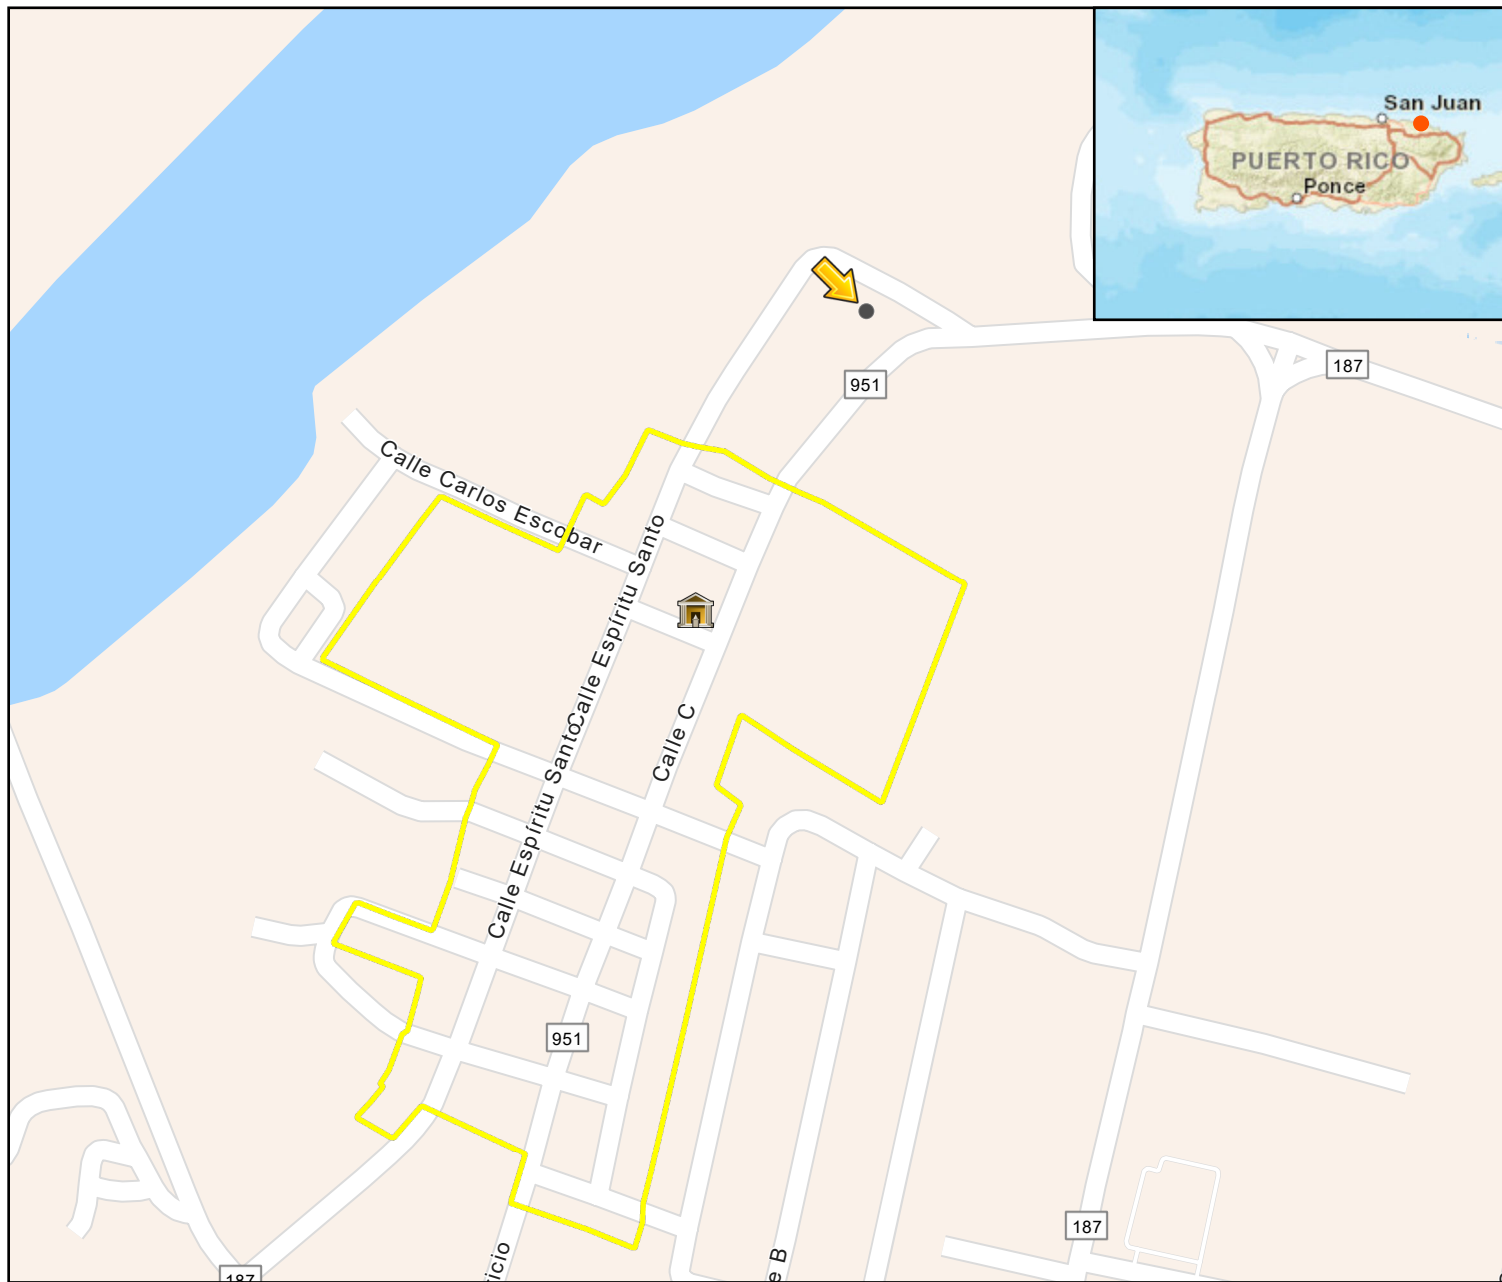 San Juan
PUERTO RICO
Ponce
187
951
Calle Carlos Escobar
Calle Espíritu Santo
Calle Espíritu Santo
Calle C
951
187
187